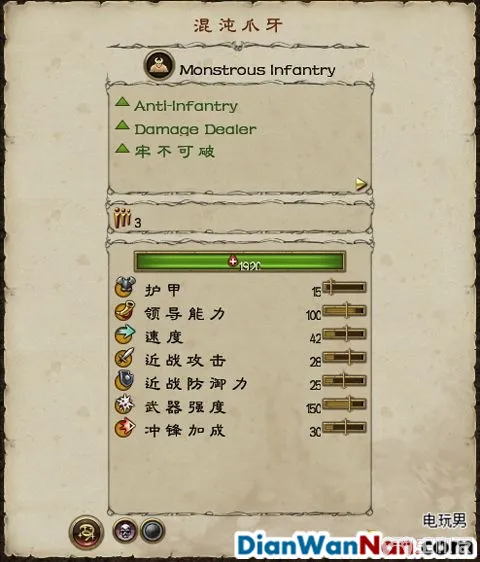 混沌爪牙
Monstrous Infantry
Anti-Infantry
Damage Dealer
牢不可破
3
1920
护甲 15
领导能力 100
速度 42
近战攻击 28
近战防御力 25
武器强度 150
冲锋加成 30
电玩男
DianWanNan.com